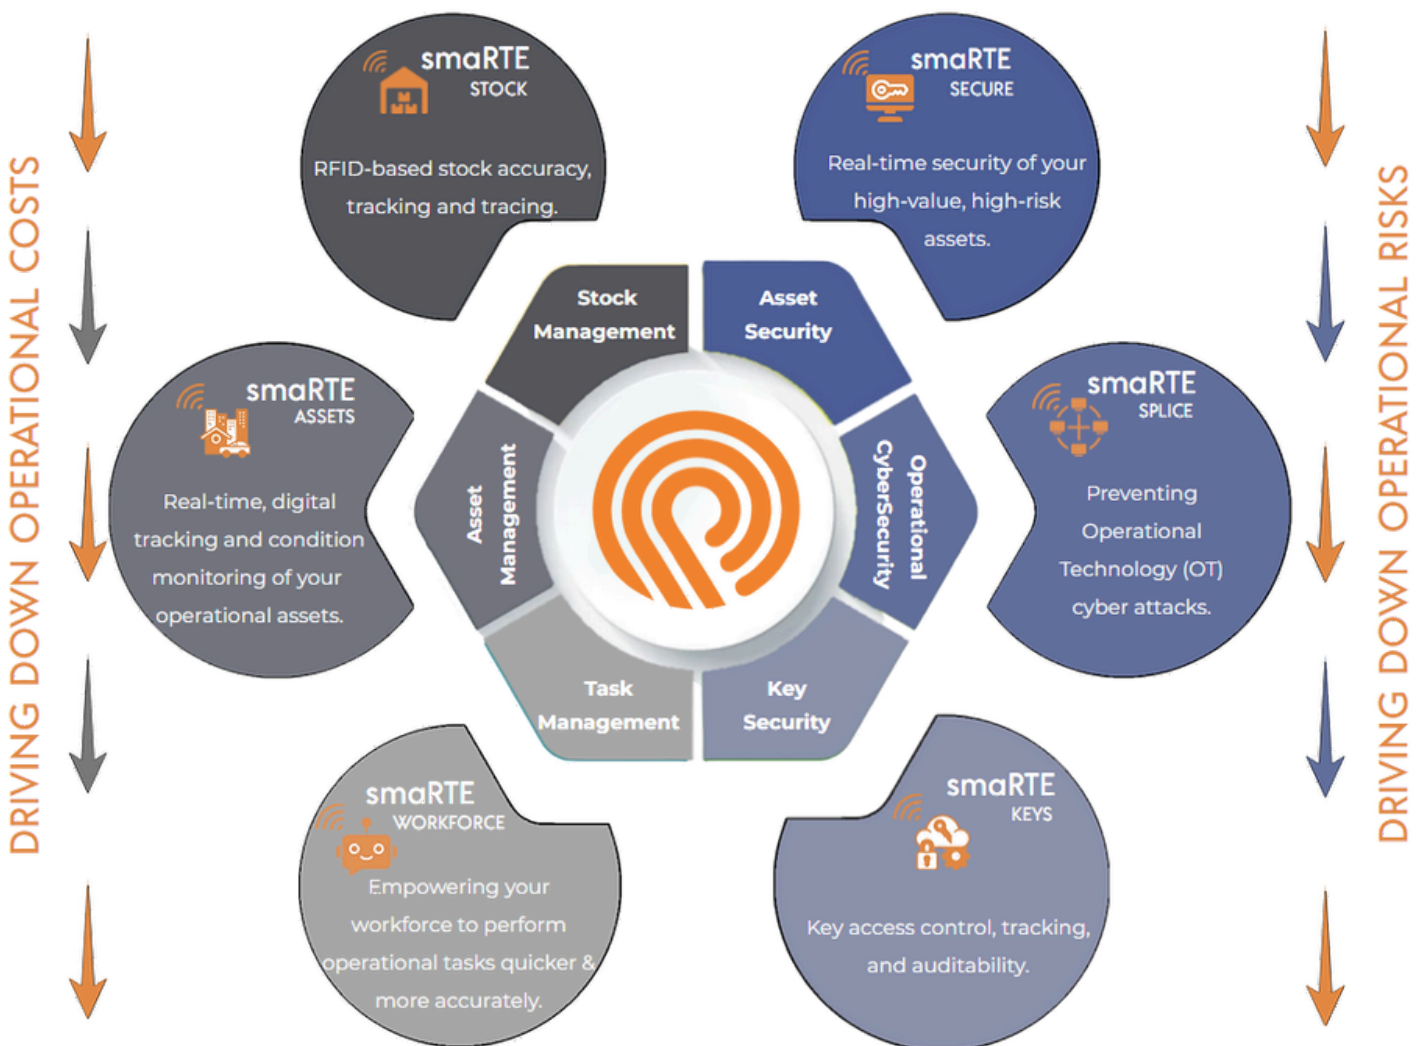 DRIVING DOWN OPERATIONAL COSTS
smaRTE
STOCK
RFID-based stock accuracy,
tracking and tracing.
smaRTE
SECURE
Real-time security of your
high-value, high-risk
assets.
Stock
Management
Asset
Security
smaRTE
ASSETS
Real-time, digital
tracking and condition
monitoring of your
operational assets.
Asset
Management
Operational
CyberSecurity
smaRTE
SPLICE
Preventing
Operational
Technology (OT)
cyber attacks.
Task
Management
Key
Security
smaRTE
WORKFORCE
Empowering your
workforce to perform
operational tasks quicker &
more accurately.
smaRTE
KEYS
Key access control, tracking,
and auditability.
DRIVING DOWN OPERATIONAL RISKS